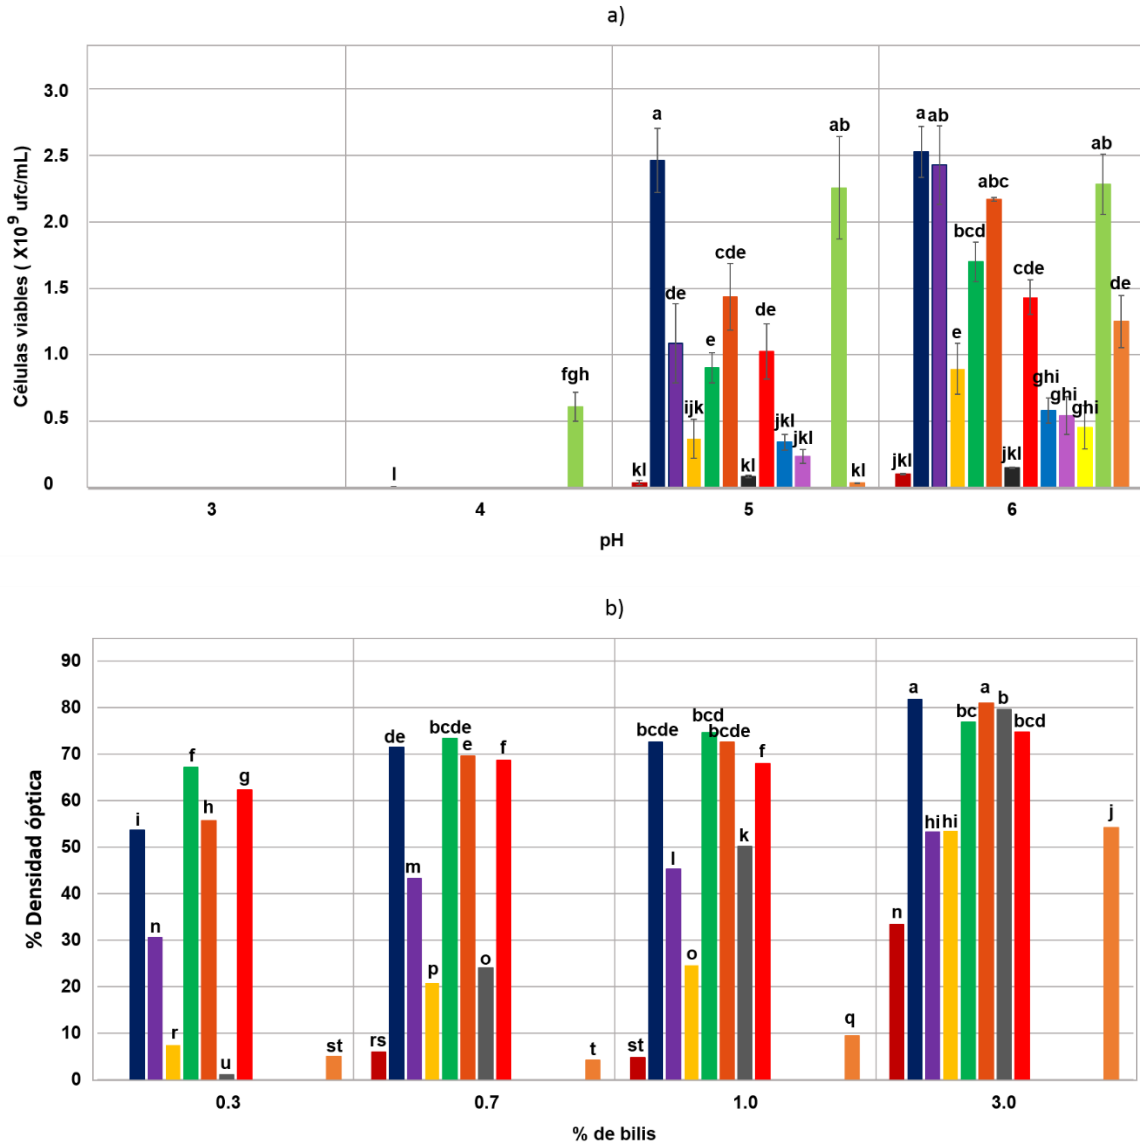 a)
Células viables ( X10⁹ ufc/mL)
3.0
2.5
2.0
1.5
1.0
0.5
0
l
fgh
kl
a
de
ijk
e
cde
kl
de
jkl
jkl
ab
kl
jkl
a
ab
e
bcd
abc
jkl
cde
ghi
ghi
ghi
ab
de
3 4 5 6
pH
b)
% Densidad óptica
90
80
70
60
50
40
30
20
10
0
i
n
r
f
h
u
g
st
rs
de
m
p
bcde
e
o
f
t
st
bcde
l
o
bcd
bcde
k
f
q
n
a
hi
hi
bc
a
b
bcd
j
0.3 0.7 1.0 3.0
% de bilis